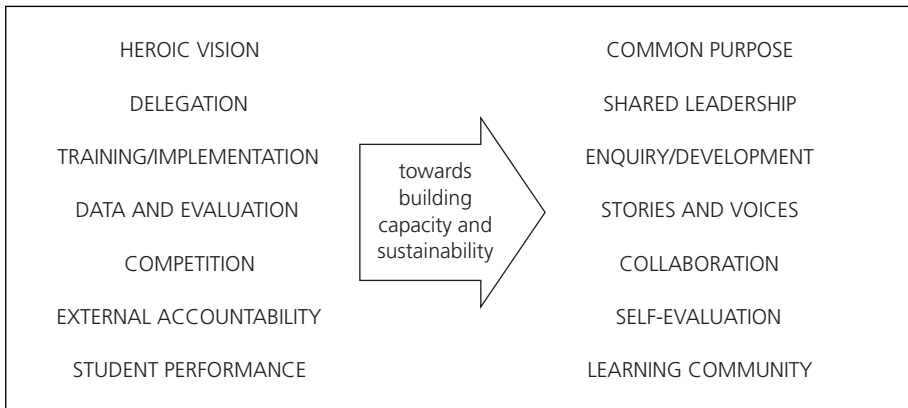 HEROIC VISION
DELEGATION
TRAINING/IMPLEMENTATION
DATA AND EVALUATION
COMPETITION
EXTERNAL ACCOUNTABILITY
STUDENT PERFORMANCE
towards
building
capacity and
sustainability
COMMON PURPOSE
SHARED LEADERSHIP
ENQUIRY/DEVELOPMENT
STORIES AND VOICES
COLLABORATION
SELF-EVALUATION
LEARNING COMMUNITY